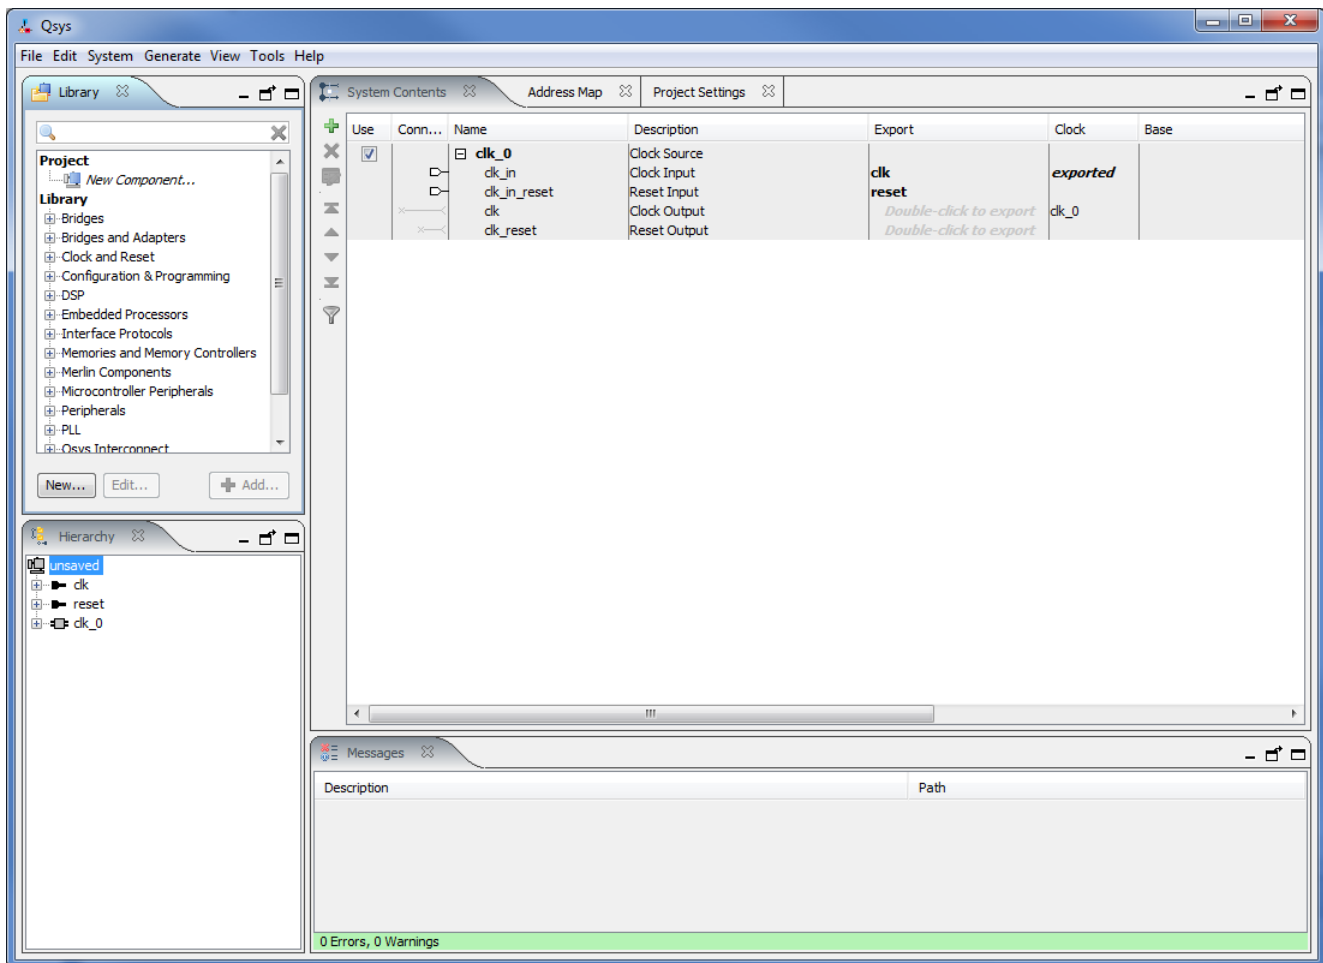 Qsys
File Edit System Generate View Tools Help
Library
Project
New Component...
Library
Bridges
Bridges and Adapters
Clock and Reset
Configuration & Programming
DSP
Embedded Processors
Interface Protocols
Memories and Memory Controllers
Merlin Components
Microcontroller Peripherals
Peripherals
PLL
Qsys Interconnect
New... Edit... Add...
Hierarchy
unsaved
clk
reset
clk_0
System Contents Address Map Project Settings
Use Conn... Name Description Export Clock Base
clk_0 Clock Source
clk_in Clock Input clk exported
clk_in_reset Reset Input reset
clk Clock Output Double-click to export clk_0
clk_reset Reset Output Double-click to export
Messages
Description Path
0 Errors, 0 Warnings